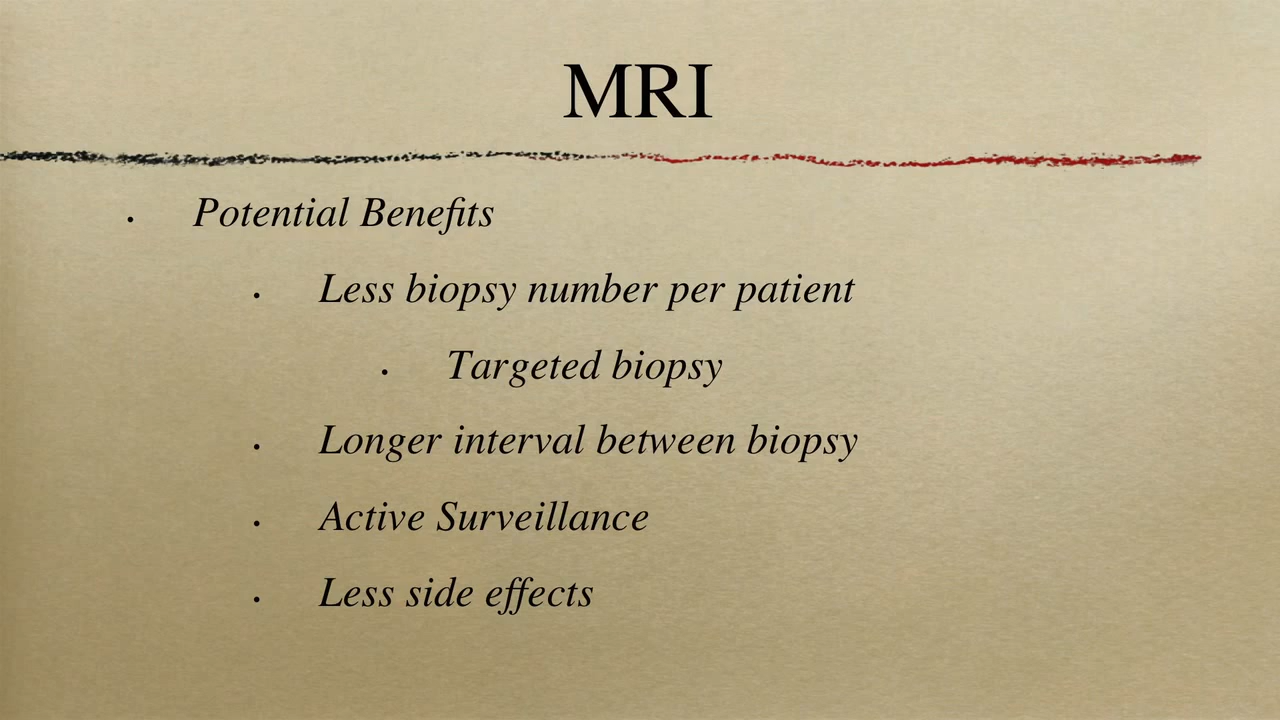 MRI
• Potential Benefits
• Less biopsy number per patient
• Targeted biopsy
• Longer interval between biopsy
• Active Surveillance
• Less side effects